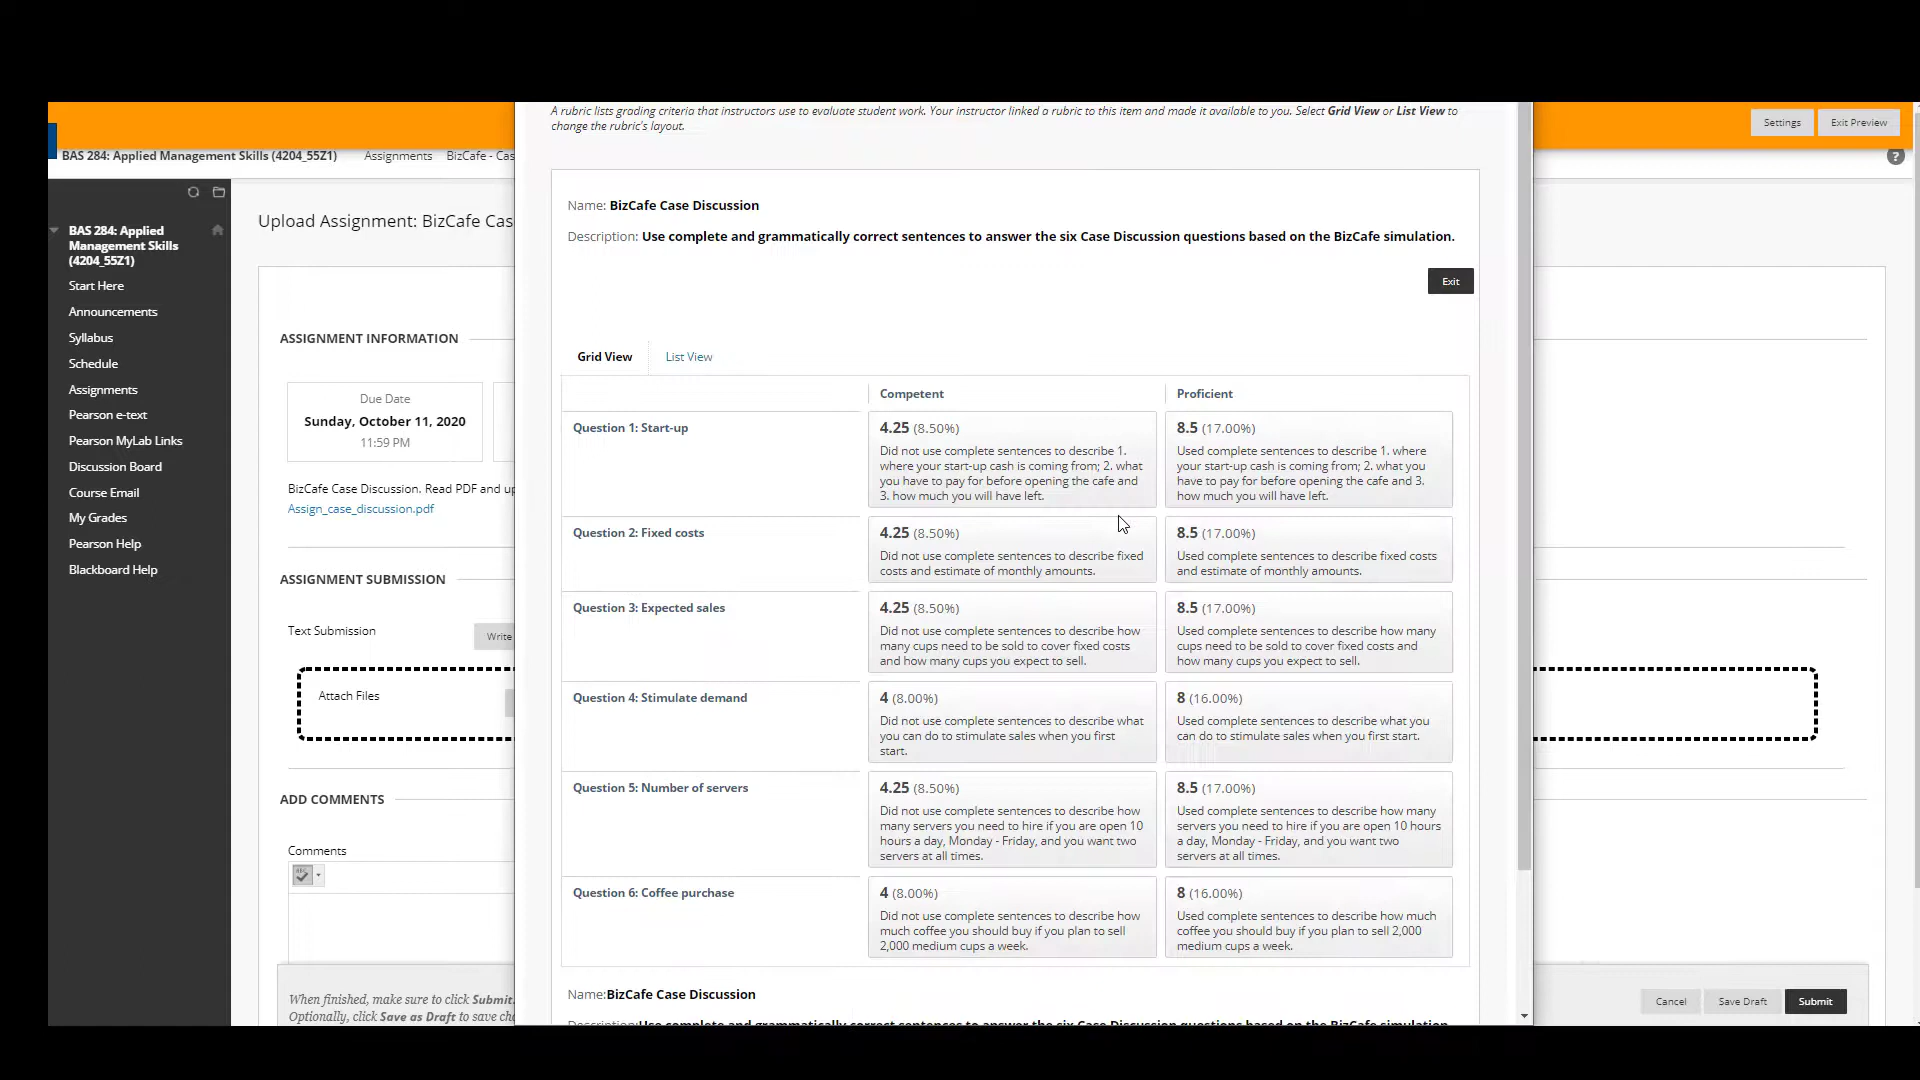 A rubric lists grading criteria that instructors use to evaluate student work. Your instructor linked a rubric to this item and made it available to you. Select Grid View or List View to
change the rubric's layout.
Settings
Exit Preview
BAS 284: Applied Management Skills (4204_55Z1)
Assignments
BizCafe - Cas
?
BAS 284: Applied
Management Skills
(4204_55Z1)
Start Here
Announcements
Syllabus
Schedule
Assignments
Pearson e-text
Pearson MyLab Links
Discussion Board
Course Email
My Grades
Pearson Help
Blackboard Help
Upload Assignment: BizCafe Cas
ASSIGNMENT INFORMATION
Due Date
Sunday, October 11, 2020
11:59 PM
BizCafe Case Discussion. Read PDF and up
Assign_case_discussion.pdf
ASSIGNMENT SUBMISSION
Text Submission
Write
Attach Files
ADD COMMENTS
Comments
When finished, make sure to click Submit.
Optionally, click Save as Draft to save cha
Name: BizCafe Case Discussion
Description: Use complete and grammatically correct sentences to answer the six Case Discussion questions based on the BizCafe simulation.
Exit
Grid View
List View
Competent
Proficient
Question 1: Start-up
4.25 (8.50%)
Did not use complete sentences to describe 1.
where your start-up cash is coming from; 2. what
you have to pay for before opening the cafe and
3. how much you will have left.
8.5 (17.00%)
Used complete sentences to describe 1. where
your start-up cash is coming from; 2. what you
have to pay for before opening the cafe and 3.
how much you will have left.
Question 2: Fixed costs
4.25 (8.50%)
Did not use complete sentences to describe fixed
costs and estimate of monthly amounts.
8.5 (17.00%)
Used complete sentences to describe fixed costs
and estimate of monthly amounts.
Question 3: Expected sales
4.25 (8.50%)
Did not use complete sentences to describe how
many cups need to be sold to cover fixed costs
and how many cups you expect to sell.
8.5 (17.00%)
Used complete sentences to describe how many
cups need to be sold to cover fixed costs and
how many cups you expect to sell.
Question 4: Stimulate demand
4 (8.00%)
Did not use complete sentences to describe what
you can do to stimulate sales when you first
start.
8 (16.00%)
Used complete sentences to describe what you
can do to stimulate sales when you first start.
Question 5: Number of servers
4.25 (8.50%)
Did not use complete sentences to describe how
many servers you need to hire if you are open 10
hours a day, Monday - Friday, and you want two
servers at all times.
8.5 (17.00%)
Used complete sentences to describe how many
servers you need to hire if you are open 10 hours
a day, Monday - Friday, and you want two
servers at all times.
Question 6: Coffee purchase
4 (8.00%)
Did not use complete sentences to describe how
much coffee you should buy if you plan to sell
2,000 medium cups a week.
8 (16.00%)
Used complete sentences to describe how much
coffee you should buy if you plan to sell 2,000
medium cups a week.
Name:BizCafe Case Discussion
Description:Use complete and grammatically correct sentences to answer the six Case Discussion questions based on the BizCafe simulation.
Cancel
Save Draft
Submit